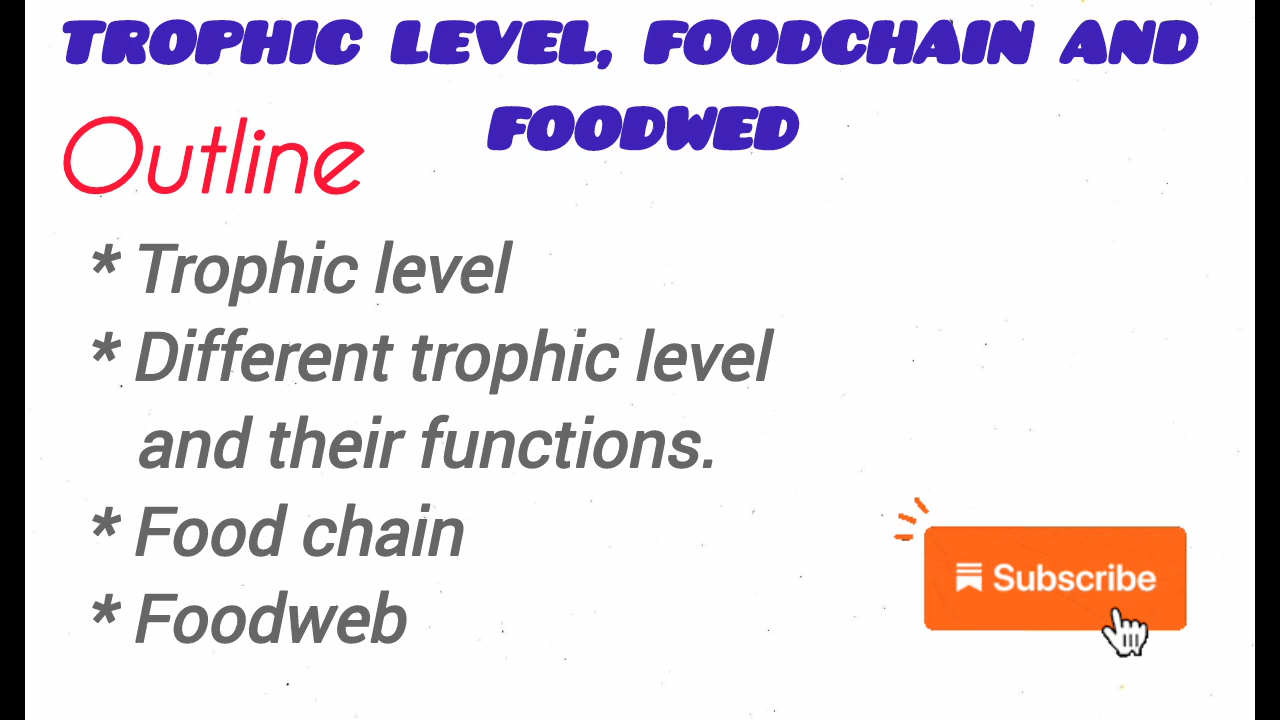 TROPHIC LEVEL, FOODCHAIN AND
FOODWED
Outline
* Trophic level
* Different trophic level
and their functions.
* Food chain
* Foodweb
Subscribe